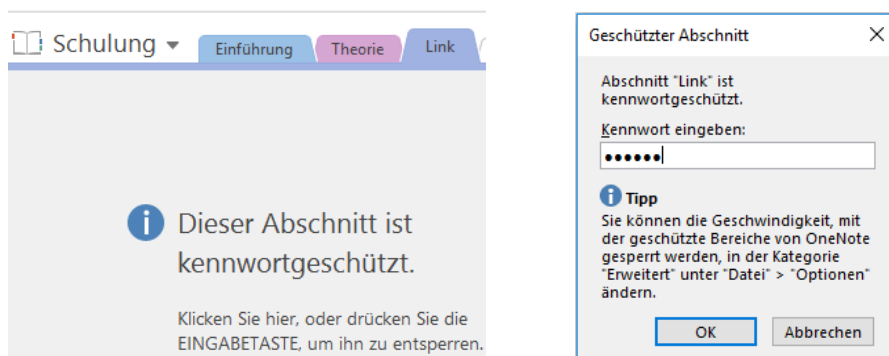 Schulung
Einführung
Theorie
Link
Dieser Abschnitt ist
kennwortgeschützt.
Klicken Sie hier, oder drücken Sie die
EINGABETASTE, um ihn zu entsperren.
Geschützter Abschnitt
Abschnitt "Link" ist
kennwortgeschützt.
Kennwort eingeben:
••••••
Tipp
Sie können die Geschwindigkeit, mit
der geschützte Bereiche von OneNote
gesperrt werden, in der Kategorie
"Erweitert" unter "Datei" > "Optionen"
ändern.
OK
Abbrechen